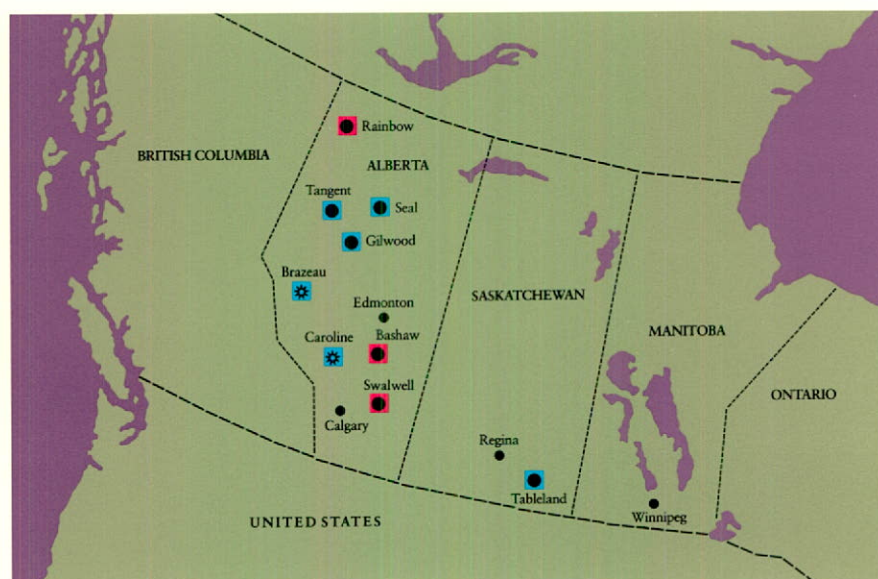 Rainbow
BRITISH COLUMBIA
ALBERTA
Tangent
Seal
Gilwood
Brazeau
SASKATCHEWAN
Edmonton
Caroline
Bashaw
MANITOBA
Swalwell
ONTARIO
Calgary
Regina
Tableland
Winnipeg
UNITED STATES